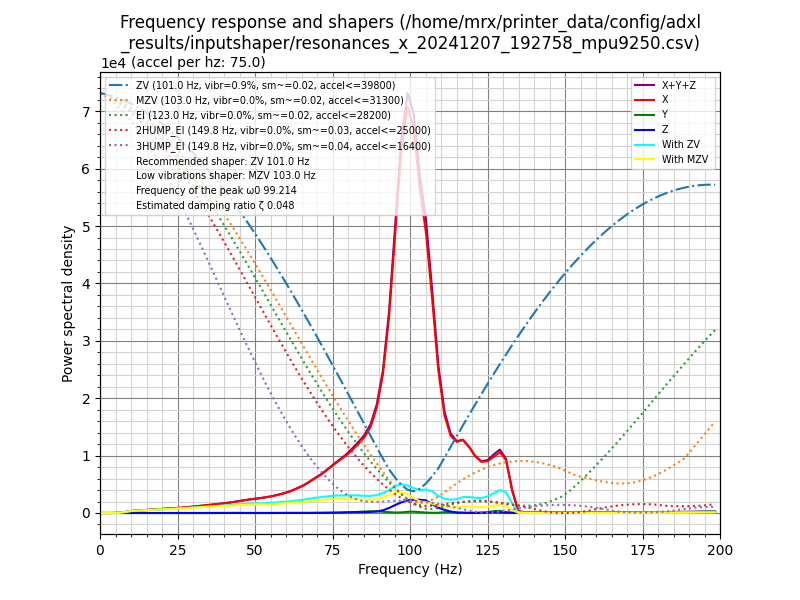 Frequency response and shapers (/home/mrx/printer_data/config/adxl
_results/inputshaper/resonances_x_20241207_192758_mpu9250.csv)
1e4 (accel per hz: 75.0)
ZV (101.0 Hz, vibr=0.9%, sm~=0.02, accel<=39800)
MZV (103.0 Hz, vibr=0.0%, sm~=0.02, accel<=31300)
EI (123.0 Hz, vibr=0.0%, sm~=0.02, accel<=28200)
2HUMP_EI (149.8 Hz, vibr=0.0%, sm~=0.03, accel<=25000)
3HUMP_EI (149.8 Hz, vibr=0.0%, sm~=0.04, accel<=16400)
Recommended shaper: ZV 101.0 Hz
Low vibrations shaper: MZV 103.0 Hz
Frequency of the peak ω0 99.214
Estimated damping ratio ζ 0.048
X+Y+Z
X
Y
Z
With ZV
With MZV
Power spectral density
7
6
5
4
3
2
1
0
0 25 50 75 100 125 150 175 200
Frequency (Hz)